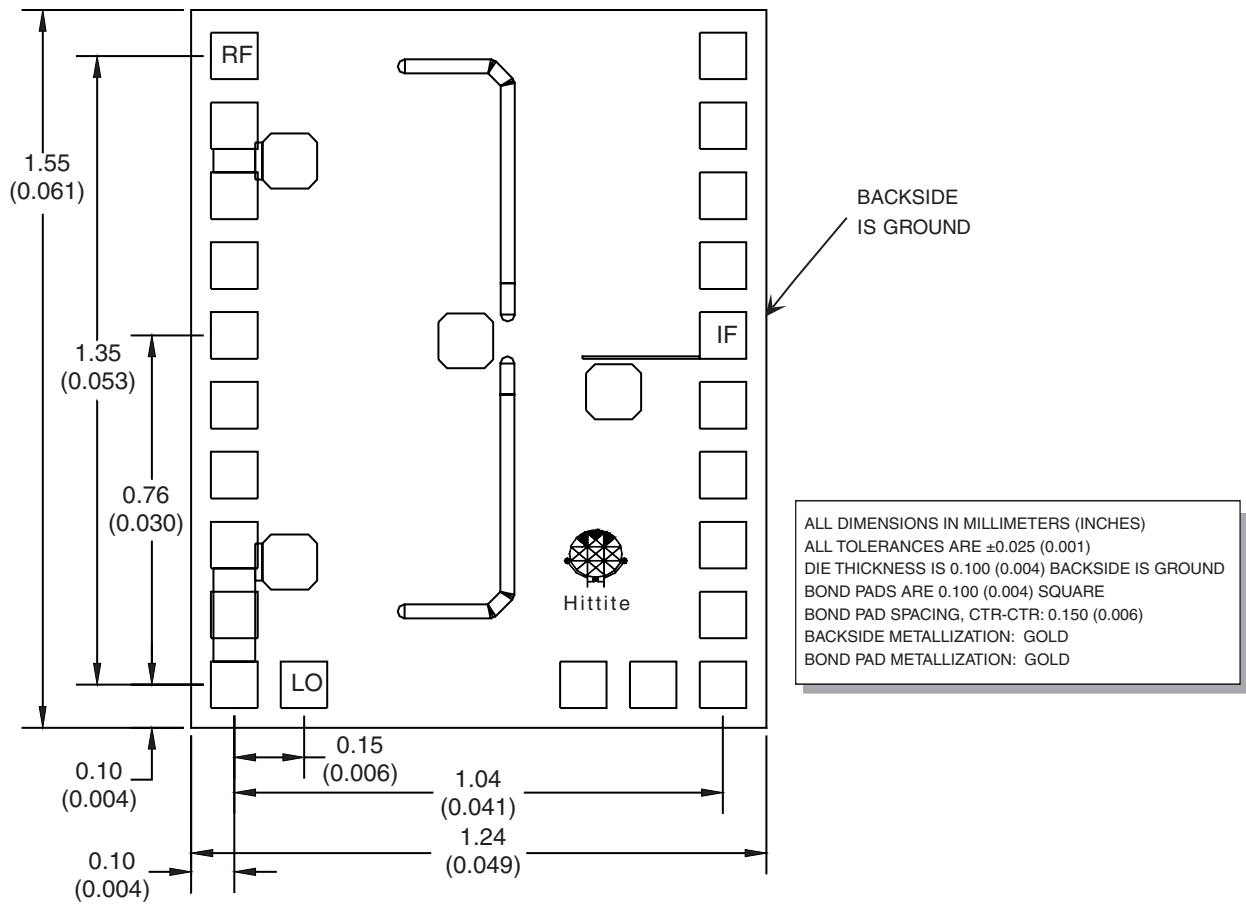 RF
1.55
(0.061)
BACKSIDE
IS GROUND
IF
1.35
(0.053)
0.76
(0.030)
ALL DIMENSIONS IN MILLIMETERS (INCHES)
ALL TOLERANCES ARE ±0.025 (0.001)
DIE THICKNESS IS 0.100 (0.004) BACKSIDE IS GROUND
BOND PADS ARE 0.100 (0.004) SQUARE
BOND PAD SPACING, CTR-CTR: 0.150 (0.006)
BACKSIDE METALLIZATION: GOLD
BOND PAD METALLIZATION: GOLD
Hittite
LO
0.15
(0.006)
0.10
(0.004)
1.04
(0.041)
1.24
(0.049)
0.10
(0.004)